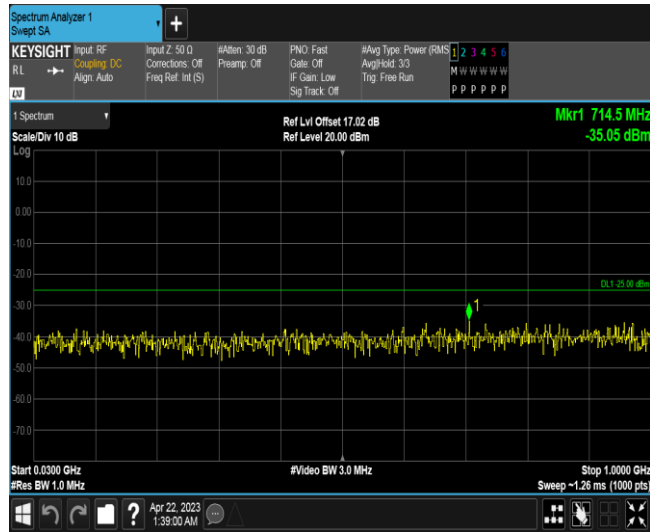 Spectrum Analyzer 1
Swept SA
+
KEYSIGHT
RL
LXI
Input: RF
Coupling: DC
Align: Auto
Input Z: 50 Ω
Corrections: Off
Freq Ref: Int (S)
#Atten: 30 dB
Preamp: Off
PNO: Fast
Gate: Off
IF Gain: Low
Sig Track: Off
#Avg Type: Power (RMS
Avg|Hold: 3/3
Trig: Free Run
1 2 3 4 5 6
M W W W W W
P P P P P P
1 Spectrum
Scale/Div 10 dB
Log
Ref Lvl Offset 17.02 dB
Ref Level 20.00 dBm
Mkr1 714.5 MHz
-35.05 dBm
10.0
0.00
-10.0
-20.0
DL1 -25.00 dBm
-30.0
1
-40.0
-50.0
-60.0
-70.0
Start 0.0300 GHz
#Res BW 1.0 MHz
#Video BW 3.0 MHz
Stop 1.0000 GHz
Sweep ~1.26 ms (1000 pts)
?
Apr 22, 2023
1:39:00 AM